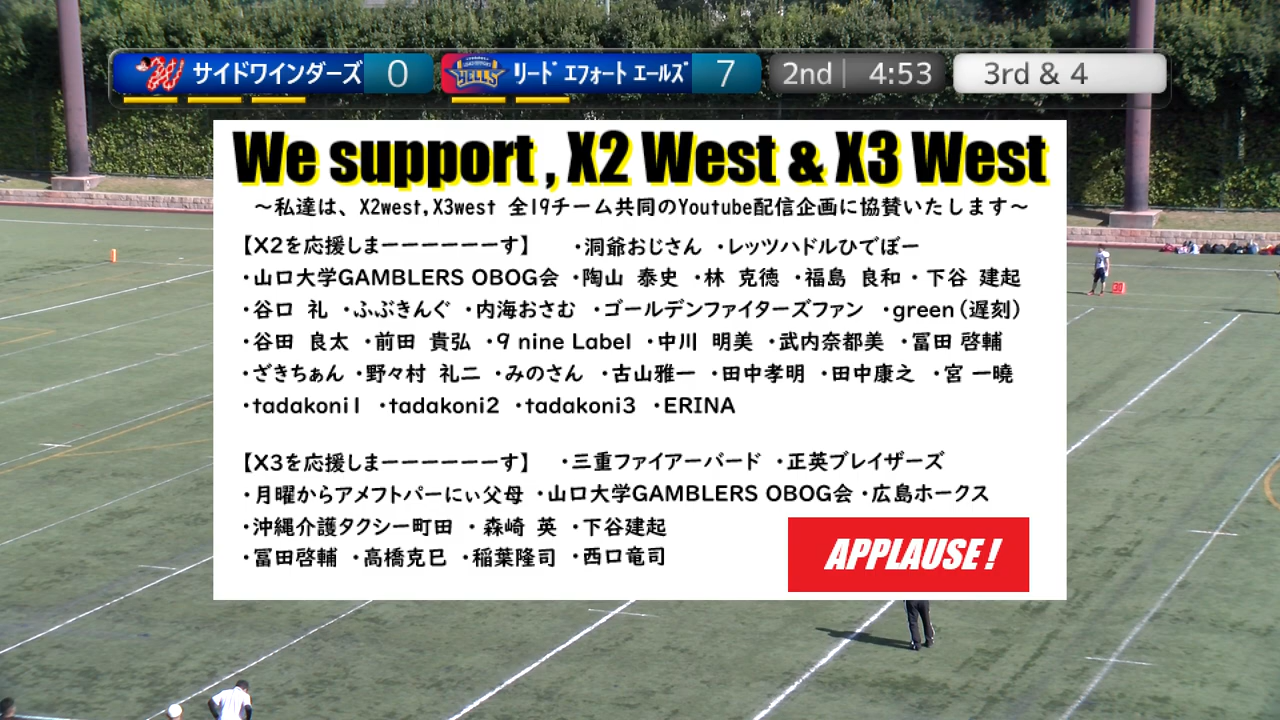 サイドワインダーズ 0 YELLS リード エフォート エールズ 7 2nd 4:53 3rd & 4
We support , X2 West & X3 West
～私達は、X2west,X3west 全19チーム共同のYoutube配信企画に協賛いたします～
【X2を応援しまーーーーーーす】 ・洞爺おじさん ・レッツハドルひでぼー
・山口大学GAMBLERS OBOG会 ・陶山 泰史 ・林 克徳 ・福島 良和 ・下谷 建起
・谷口 礼 ・ふぶきんぐ ・内海おさむ ・ゴールデンファイターズファン ・green（遅刻）
・谷田 良太 ・前田 貴弘 ・9 nine Label ・中川 明美 ・武内奈都美 ・冨田 啓輔
・ざきちぁん ・野々村 礼二 ・みのさん ・古山雅一 ・田中孝明 ・田中康之 ・宮 一曉
・tadakoni1 ・tadakoni2 ・tadakoni3 ・ERINA
【X3を応援しまーーーーーーす】 ・三重ファイアーバード ・正英ブレイザーズ
・月曜からアメフトパーにぃ父母 ・山口大学GAMBLERS OBOG会 ・広島ホークス
・沖縄介護タクシー町田 ・森崎 英 ・下谷建起
・冨田啓輔 ・高橋克巳 ・稲葉隆司 ・西口竜司
APPLAUSE !